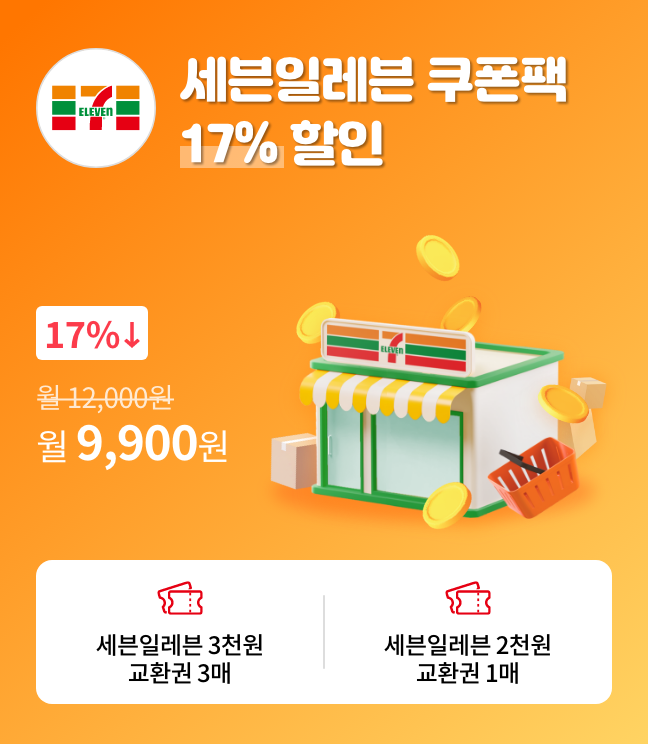 ELEVEN
세븐일레븐 쿠폰팩
17% 할인
ELEVEN
17%↓
월 12,000원
월 9,900원
세븐일레븐 3천원
교환권 3매
세븐일레븐 2천원
교환권 1매